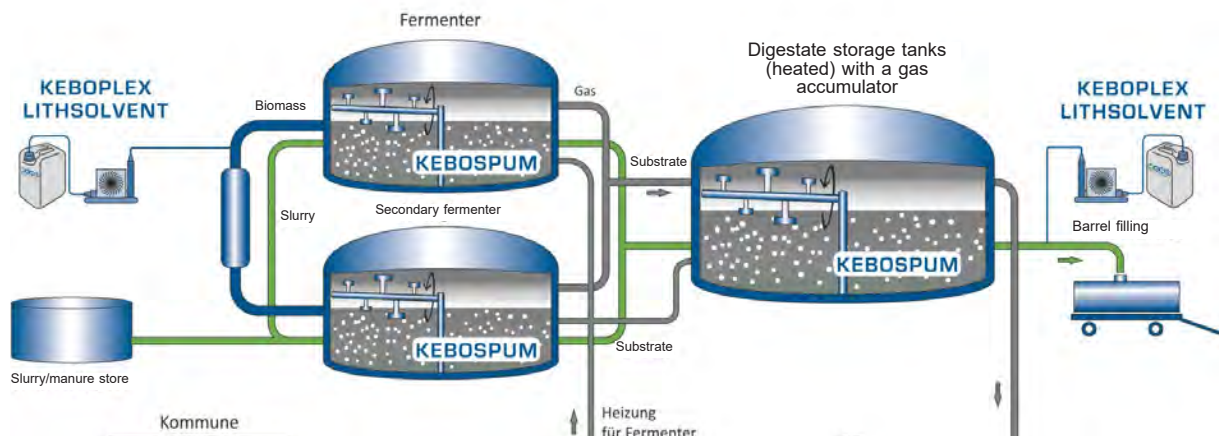 Fermenter
Digestate storage tanks
(heated) with a gas
accumulator
KEBOPLEX
LITHSOLVENT
Biomass
Gas
KEBOPLEX
LITHSOLVENT
KEBOSPUM
Substrate
Slurry
Secondary fermenter
Barrel filling
KEBOSPUM
KEBOSPUM
Substrate
Slurry/manure store
Kommune
Heizung
für Fermenter